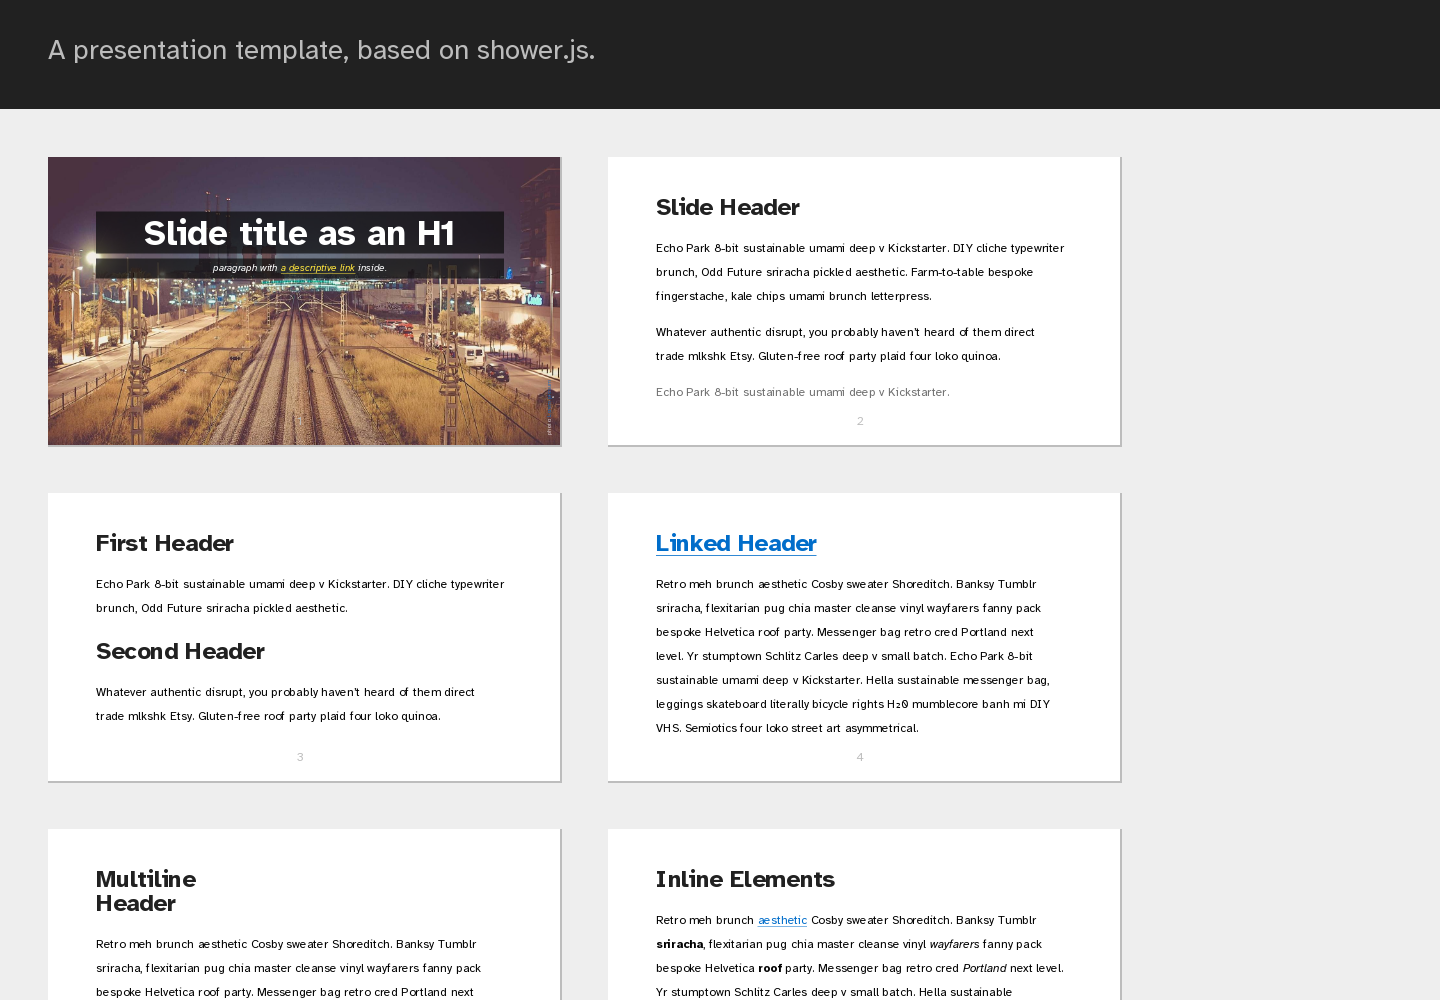 A presentation template, based on shower.js.
Slide title as an H1
paragraph with a descriptive link inside.
1
Slide Header
Echo Park 8-bit sustainable umami deep v Kickstarter. DIY cliche typewriter
brunch, Odd Future sriracha pickled aesthetic. Farm-to-table bespoke
fingerstache, kale chips umami brunch letterpress.
Whatever authentic disrupt, you probably haven't heard of them direct
trade mlkshk Etsy. Gluten-free roof party plaid four loko quinoa.
Echo Park 8-bit sustainable umami deep v Kickstarter.
2
First Header
Echo Park 8-bit sustainable umami deep v Kickstarter. DIY cliche typewriter
brunch, Odd Future sriracha pickled aesthetic.
Second Header
Whatever authentic disrupt, you probably haven't heard of them direct
trade mlkshk Etsy. Gluten-free roof party plaid four loko quinoa.
3
Linked Header
Retro meh brunch aesthetic Cosby sweater Shoreditch. Banksy Tumblr
sriracha, flexitarian pug chia master cleanse vinyl wayfarers fanny pack
bespoke Helvetica roof party. Messenger bag retro cred Portland next
level. Yr stumptown Schlitz Carles deep v small batch. Echo Park 8-bit
sustainable umami deep v Kickstarter. Hella sustainable messenger bag,
leggings skateboard literally bicycle rights H₂0 mumblecore banh mi DIY
VHS. Semiotics four loko street art asymmetrical.
4
Multiline
Header
Retro meh brunch aesthetic Cosby sweater Shoreditch. Banksy Tumblr
sriracha, flexitarian pug chia master cleanse vinyl wayfarers fanny pack
bespoke Helvetica roof party. Messenger bag retro cred Portland next
Inline Elements
Retro meh brunch aesthetic Cosby sweater Shoreditch. Banksy Tumblr
sriracha, flexitarian pug chia master cleanse vinyl wayfarers fanny pack
bespoke Helvetica roof party. Messenger bag retro cred Portland next level.
Yr stumptown Schlitz Carles deep v small batch. Hella sustainable